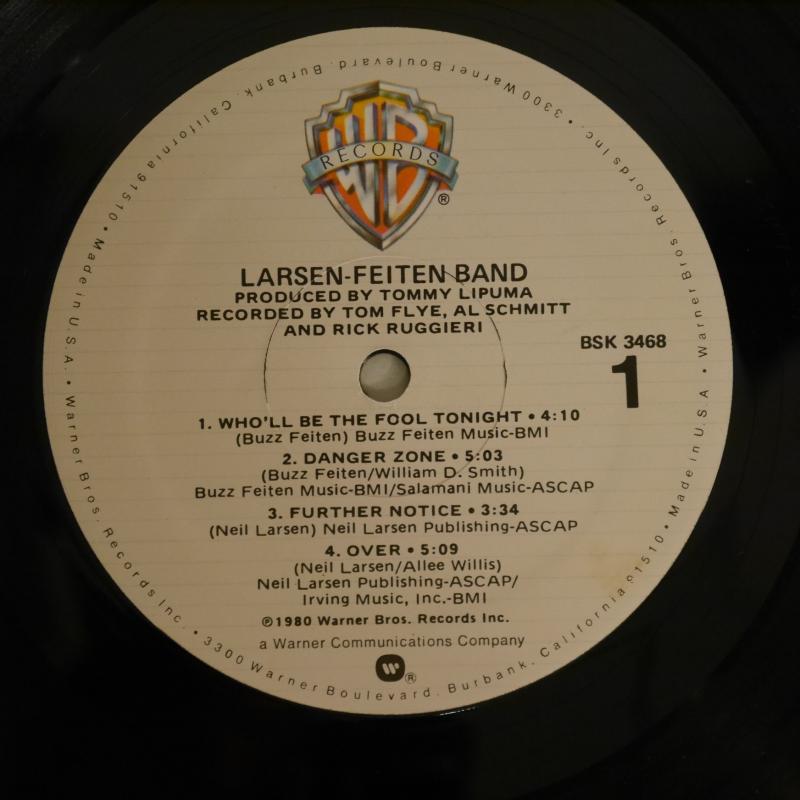 WB
RECORDS
®
LARSEN-FEITEN BAND
PRODUCED BY TOMMY LIPUMA
RECORDED BY TOM FLYE, AL SCHMITT
AND RICK RUGGIERI
BSK 3468
1
1. WHO'LL BE THE FOOL TONIGHT • 4:10
(Buzz Feiten) Buzz Feiten Music-BMI
2. DANGER ZONE • 5:03
(Buzz Feiten/William D. Smith)
Buzz Feiten Music-BMI/Salamani Music-ASCAP
3. FURTHER NOTICE • 3:34
(Neil Larsen) Neil Larsen Publishing-ASCAP
4. OVER • 5:09
(Neil Larsen/Allee Willis)
Neil Larsen Publishing-ASCAP/
Irving Music, Inc.-BMI
℗1980 Warner Bros. Records Inc.
a Warner Communications Company
®
Warner Bros. Records Inc. • 3300 Warner Boulevard. Burbank. California 91510 • Made in U.S.A. • Warner Bros. Records Inc. • 3300 Warner Boulevard. Burbank. California 91510 • Made in U.S.A •